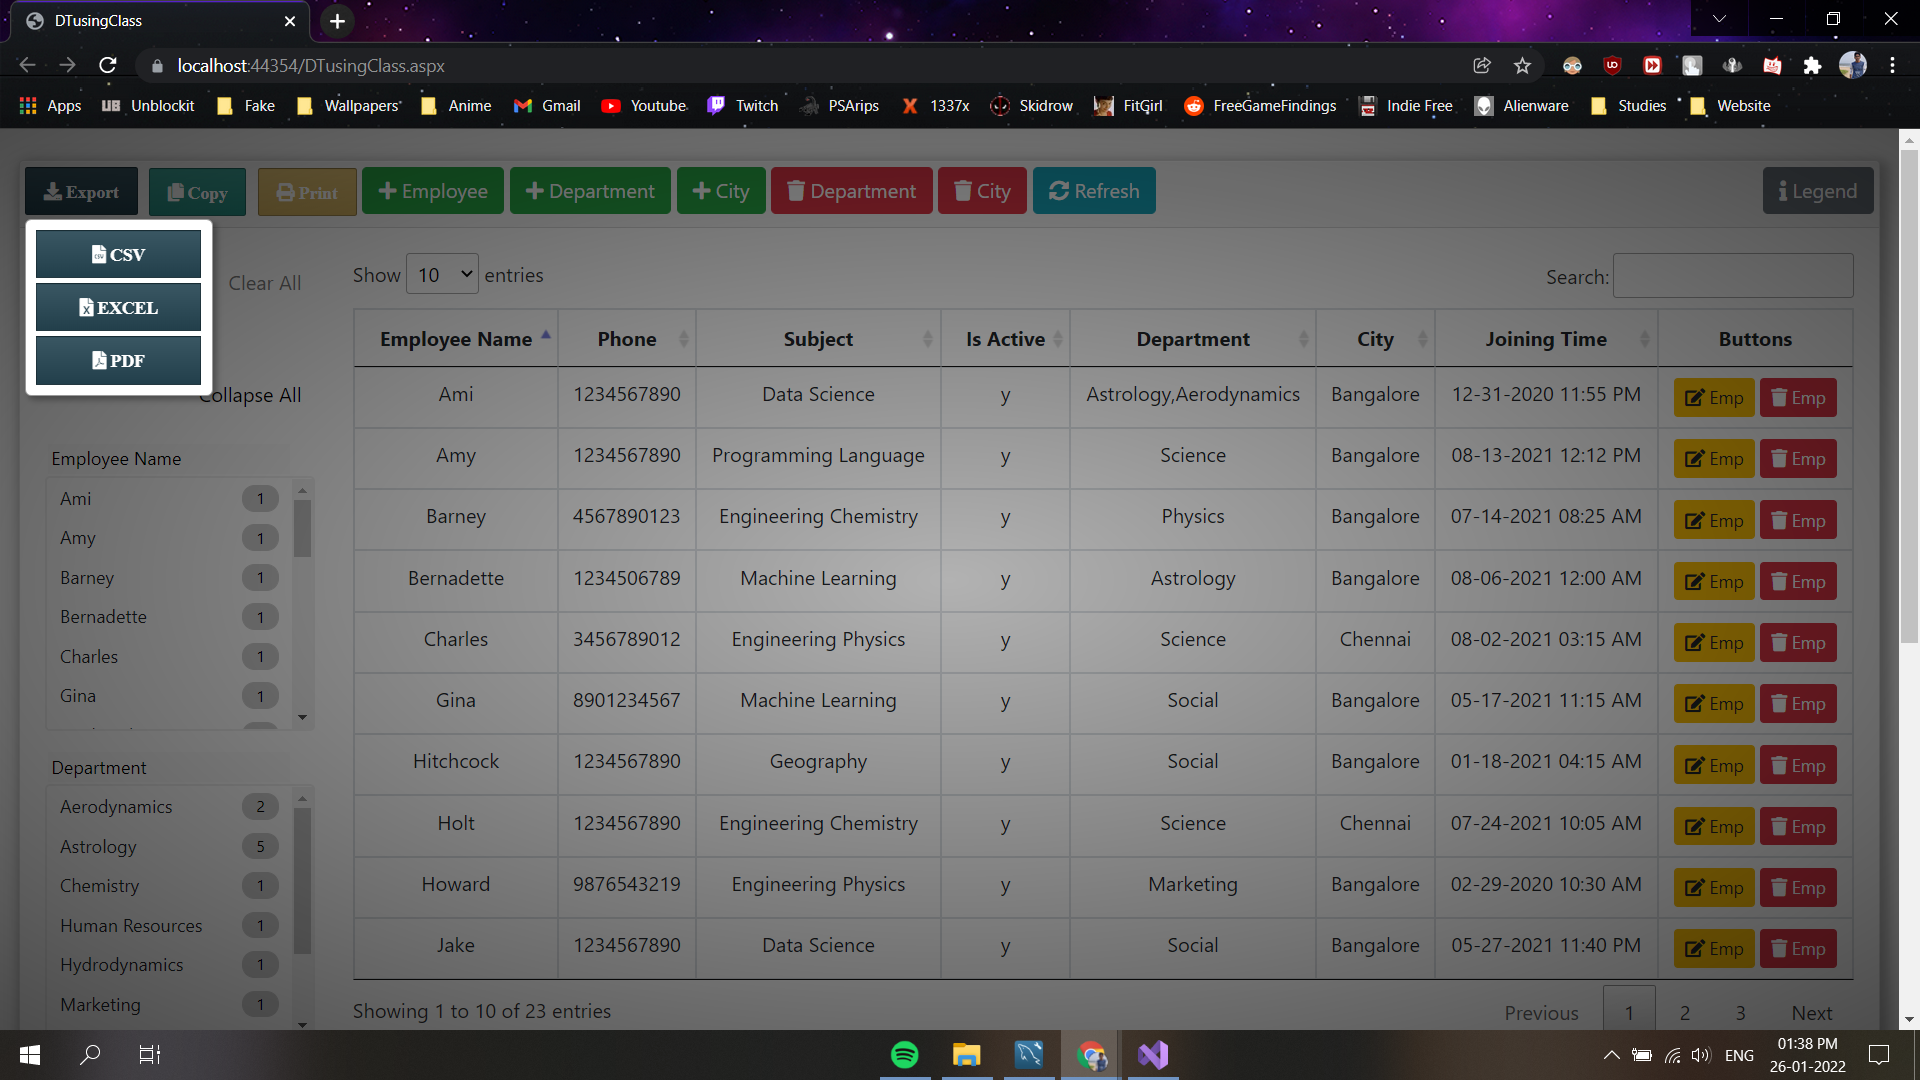 DTusingClass
localhost:44354/DTusingClass.aspx
Apps UB Unblockit Fake Wallpapers Anime Gmail Youtube Twitch PSArips X 1337x Skidrow FitGirl FreeGameFindings Indie Free Alienware Studies Website
Export Copy Print Employee Department City Department City Refresh Legend
CSV
EXCEL
PDF
Clear All
Collapse All
Show 10 entries Search:
Employee Name Phone Subject Is Active Department City Joining Time Buttons
Ami 1234567890 Data Science y Astrology,Aerodynamics Bangalore 12-31-2020 11:55 PM Emp Emp
Amy 1234567890 Programming Language y Science Bangalore 08-13-2021 12:12 PM Emp Emp
Barney 4567890123 Engineering Chemistry y Physics Bangalore 07-14-2021 08:25 AM Emp Emp
Bernadette 1234506789 Machine Learning y Astrology Bangalore 08-06-2021 12:00 AM Emp Emp
Charles 3456789012 Engineering Physics y Science Chennai 08-02-2021 03:15 AM Emp Emp
Gina 8901234567 Machine Learning y Social Bangalore 05-17-2021 11:15 AM Emp Emp
Hitchcock 1234567890 Geography y Social Bangalore 01-18-2021 04:15 AM Emp Emp
Holt 1234567890 Engineering Chemistry y Science Chennai 07-24-2021 10:05 AM Emp Emp
Howard 9876543219 Engineering Physics y Marketing Bangalore 02-29-2020 10:30 AM Emp Emp
Jake 1234567890 Data Science y Social Bangalore 05-27-2021 11:40 PM Emp Emp
Showing 1 to 10 of 23 entries Previous 1 2 3 Next
Employee Name
Ami 1
Amy 1
Barney 1
Bernadette 1
Charles 1
Gina 1
Department
Aerodynamics 2
Astrology 5
Chemistry 1
Human Resources 1
Hydrodynamics 1
Marketing 1
ENG
01:38 PM
26-01-2022